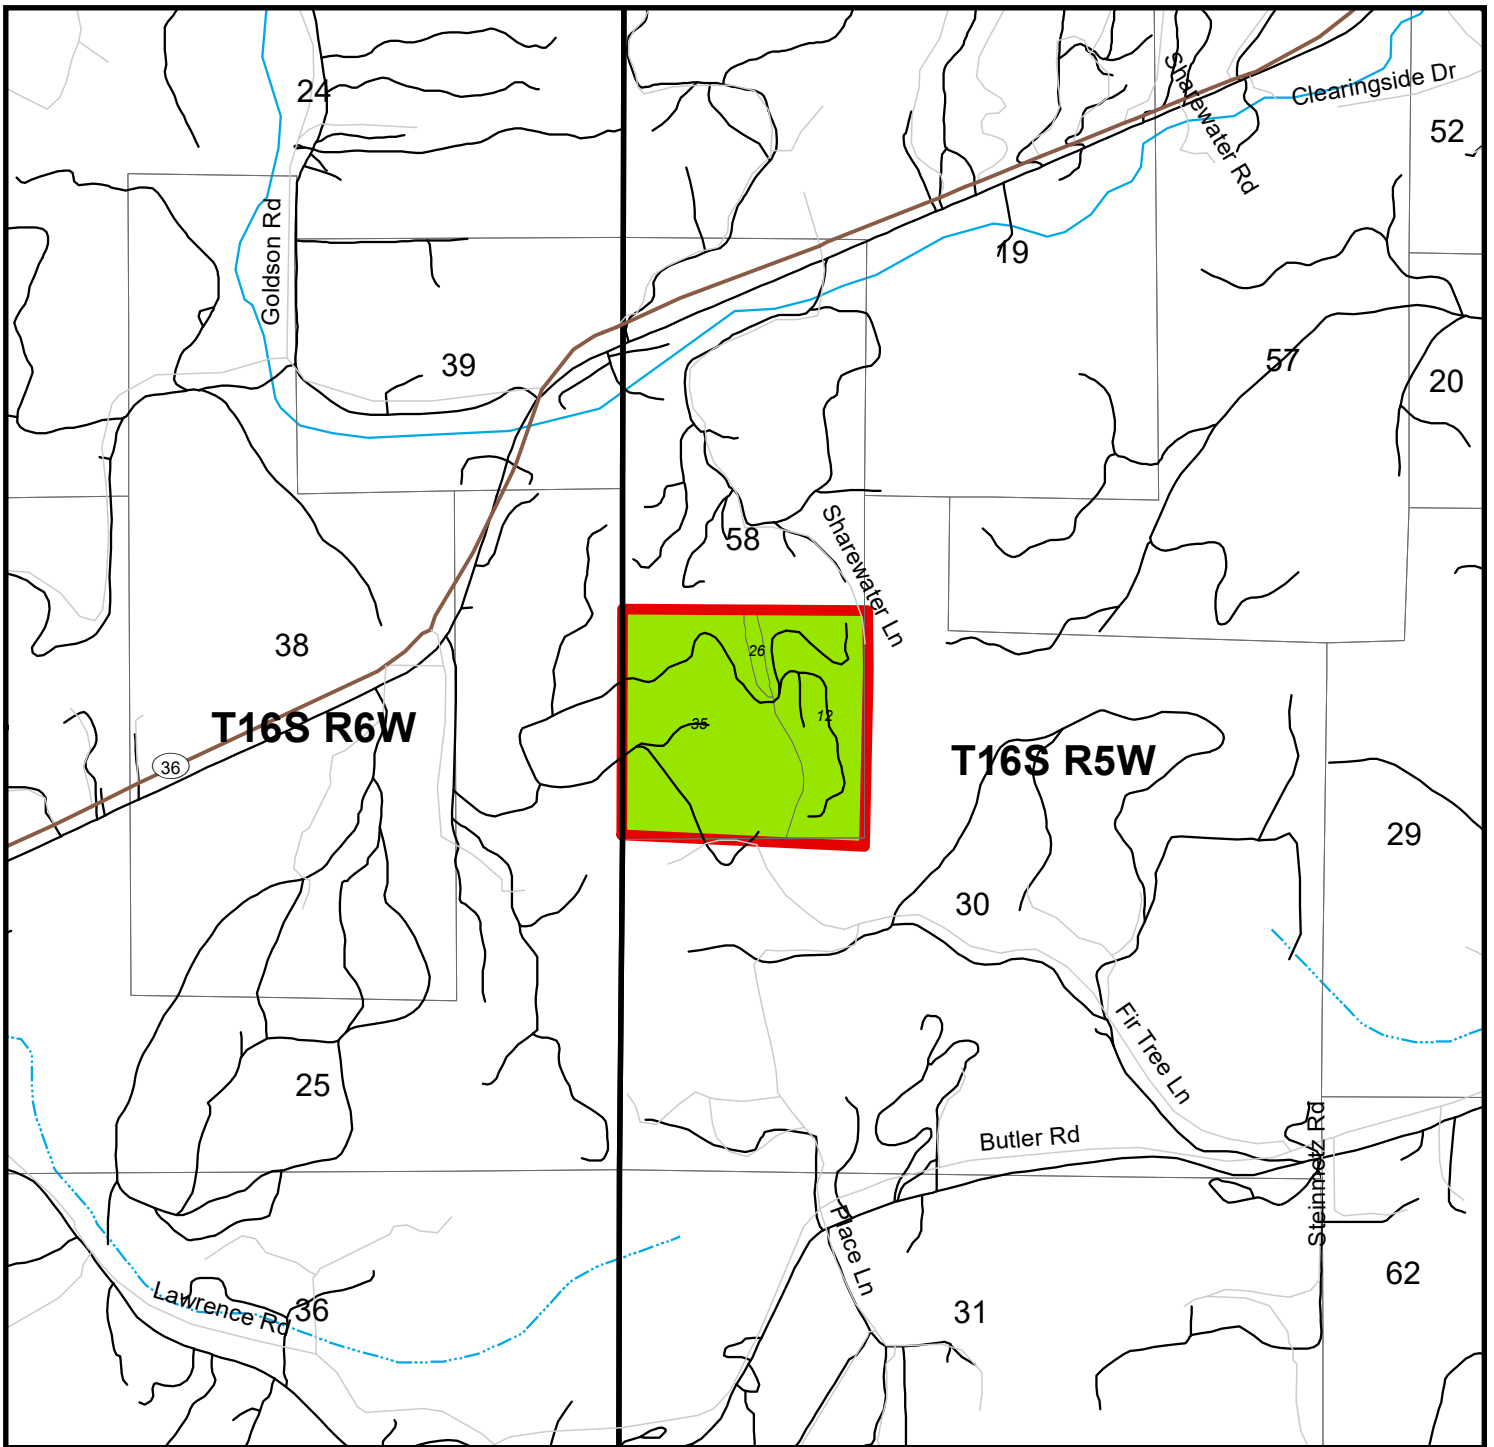 24
Sharewater Rd
Clearingside Dr
52
Goldson Rd
19
39
57
20
58
Sharewater Ln
38
26
T16S R6W
35
12
36
T16S R5W
29
30
25
Fir Tree Ln
Butler Rd
Steinmetz Rd
Place Ln
62
Lawrence Rd
36
31